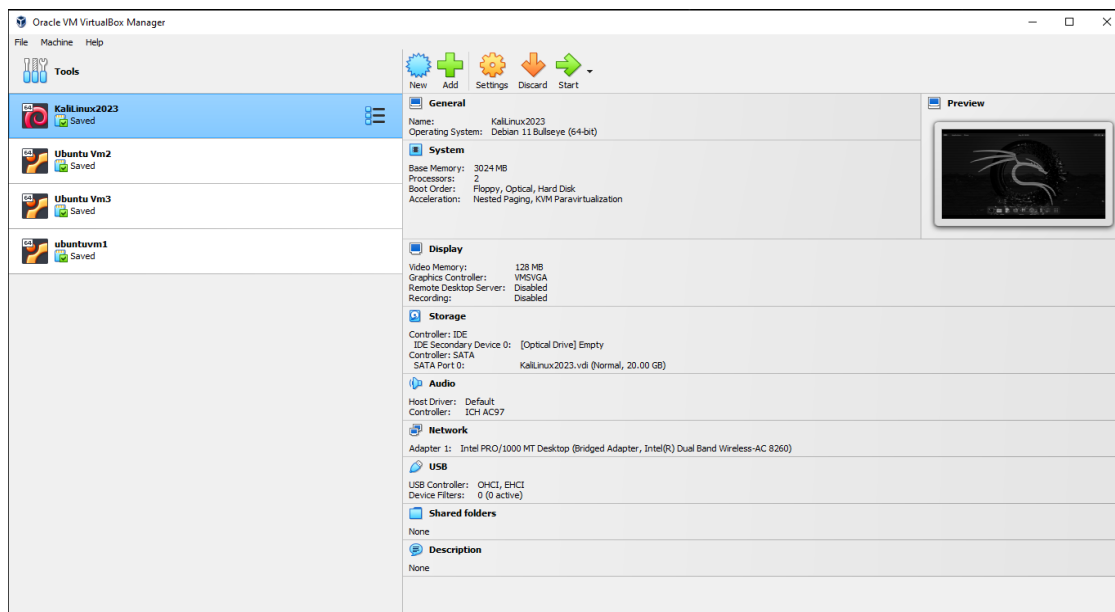 Oracle VM VirtualBox Manager
File Machine Help
Tools
New Add Settings Discard Start
64
KaliLinux2023
Saved
64
Ubuntu Vm2
Saved
64
Ubuntu Vm3
Saved
64
ubuntuvm1
Saved
General
Name: KaliLinux2023
Operating System: Debian 11 Bullseye (64-bit)
Preview
System
Base Memory: 3024 MB
Processors: 2
Boot Order: Floppy, Optical, Hard Disk
Acceleration: Nested Paging, KVM Paravirtualization
Display
Video Memory: 128 MB
Graphics Controller: VMSVGA
Remote Desktop Server: Disabled
Recording: Disabled
Storage
Controller: IDE
IDE Secondary Device 0: [Optical Drive] Empty
Controller: SATA
SATA Port 0: KaliLinux2023.vdi (Normal, 20.00 GB)
Audio
Host Driver: Default
Controller: ICH AC97
Network
Adapter 1: Intel PRO/1000 MT Desktop (Bridged Adapter, Intel(R) Dual Band Wireless-AC 8260)
USB
USB Controller: OHCI, EHCI
Device Filters: 0 (0 active)
Shared folders
None
Description
None